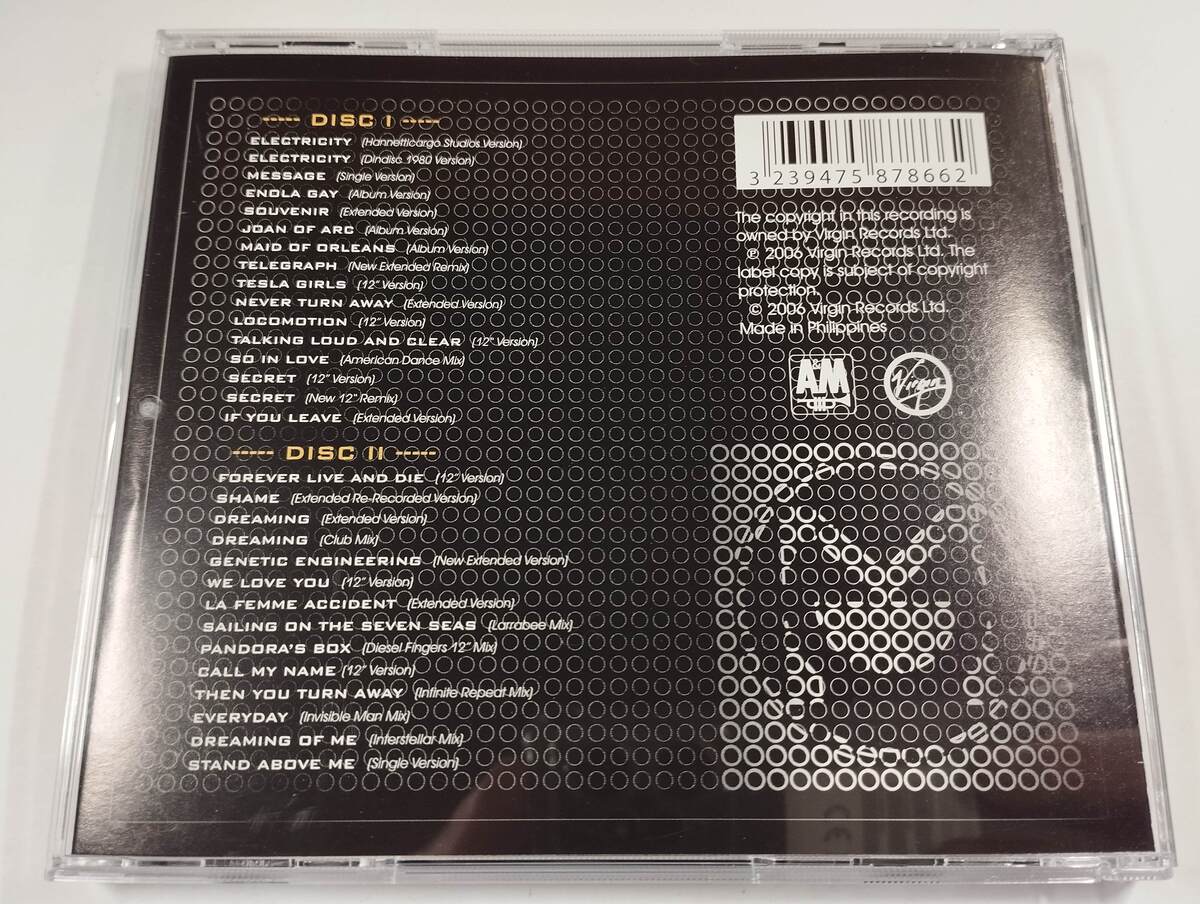 ----- DISC I -----
ELECTRICITY (Hannett/cargo Studios Version)
ELECTRICITY (Dindisc 1980 Version)
MESSAGE (Single Version)
ENOLA GAY (Album Version)
SOUVENIR (Extended Version)
JOAN OF ARC (Album Version)
MAID OF ORLEANS (Album Version)
TELEGRAPH (New Extended Remix)
TESLA GIRLS (12" Version)
NEVER TURN AWAY (Extended Version)
LOCOMOTION (12" Version)
TALKING LOUD AND CLEAR (12" Version)
SO IN LOVE (American Dance Mix)
SECRET (12" Version)
SECRET (New 12" Remix)
IF YOU LEAVE (Extended Version)
----- DISC II -----
FOREVER LIVE AND DIE (12" Version)
SHAME (Extended Re-Recorded Version)
DREAMING (Extended Version)
DREAMING (Club Mix)
GENETIC ENGINEERING (New Extended Version)
WE LOVE YOU (12" Version)
LA FEMME ACCIDENT (Extended Version)
SAILING ON THE SEVEN SEAS (Larrabee Mix)
PANDORA'S BOX (Diesel Fingers 12" Mix)
CALL MY NAME (12" Version)
THEN YOU TURN AWAY (Infinite Repeat Mix)
EVERYDAY (Invisible Man Mix)
DREAMING OF ME (Interstellar Mix)
STAND ABOVE ME (Single Version)
3 239475 878662
The copyright in this recording is
owned by Virgin Records Ltd.
℗ 2006 Virgin Records Ltd. The
label copy is subject of copyright
protection.
© 2006 Virgin Records Ltd.
Made in Philippines
A&M
Virgin